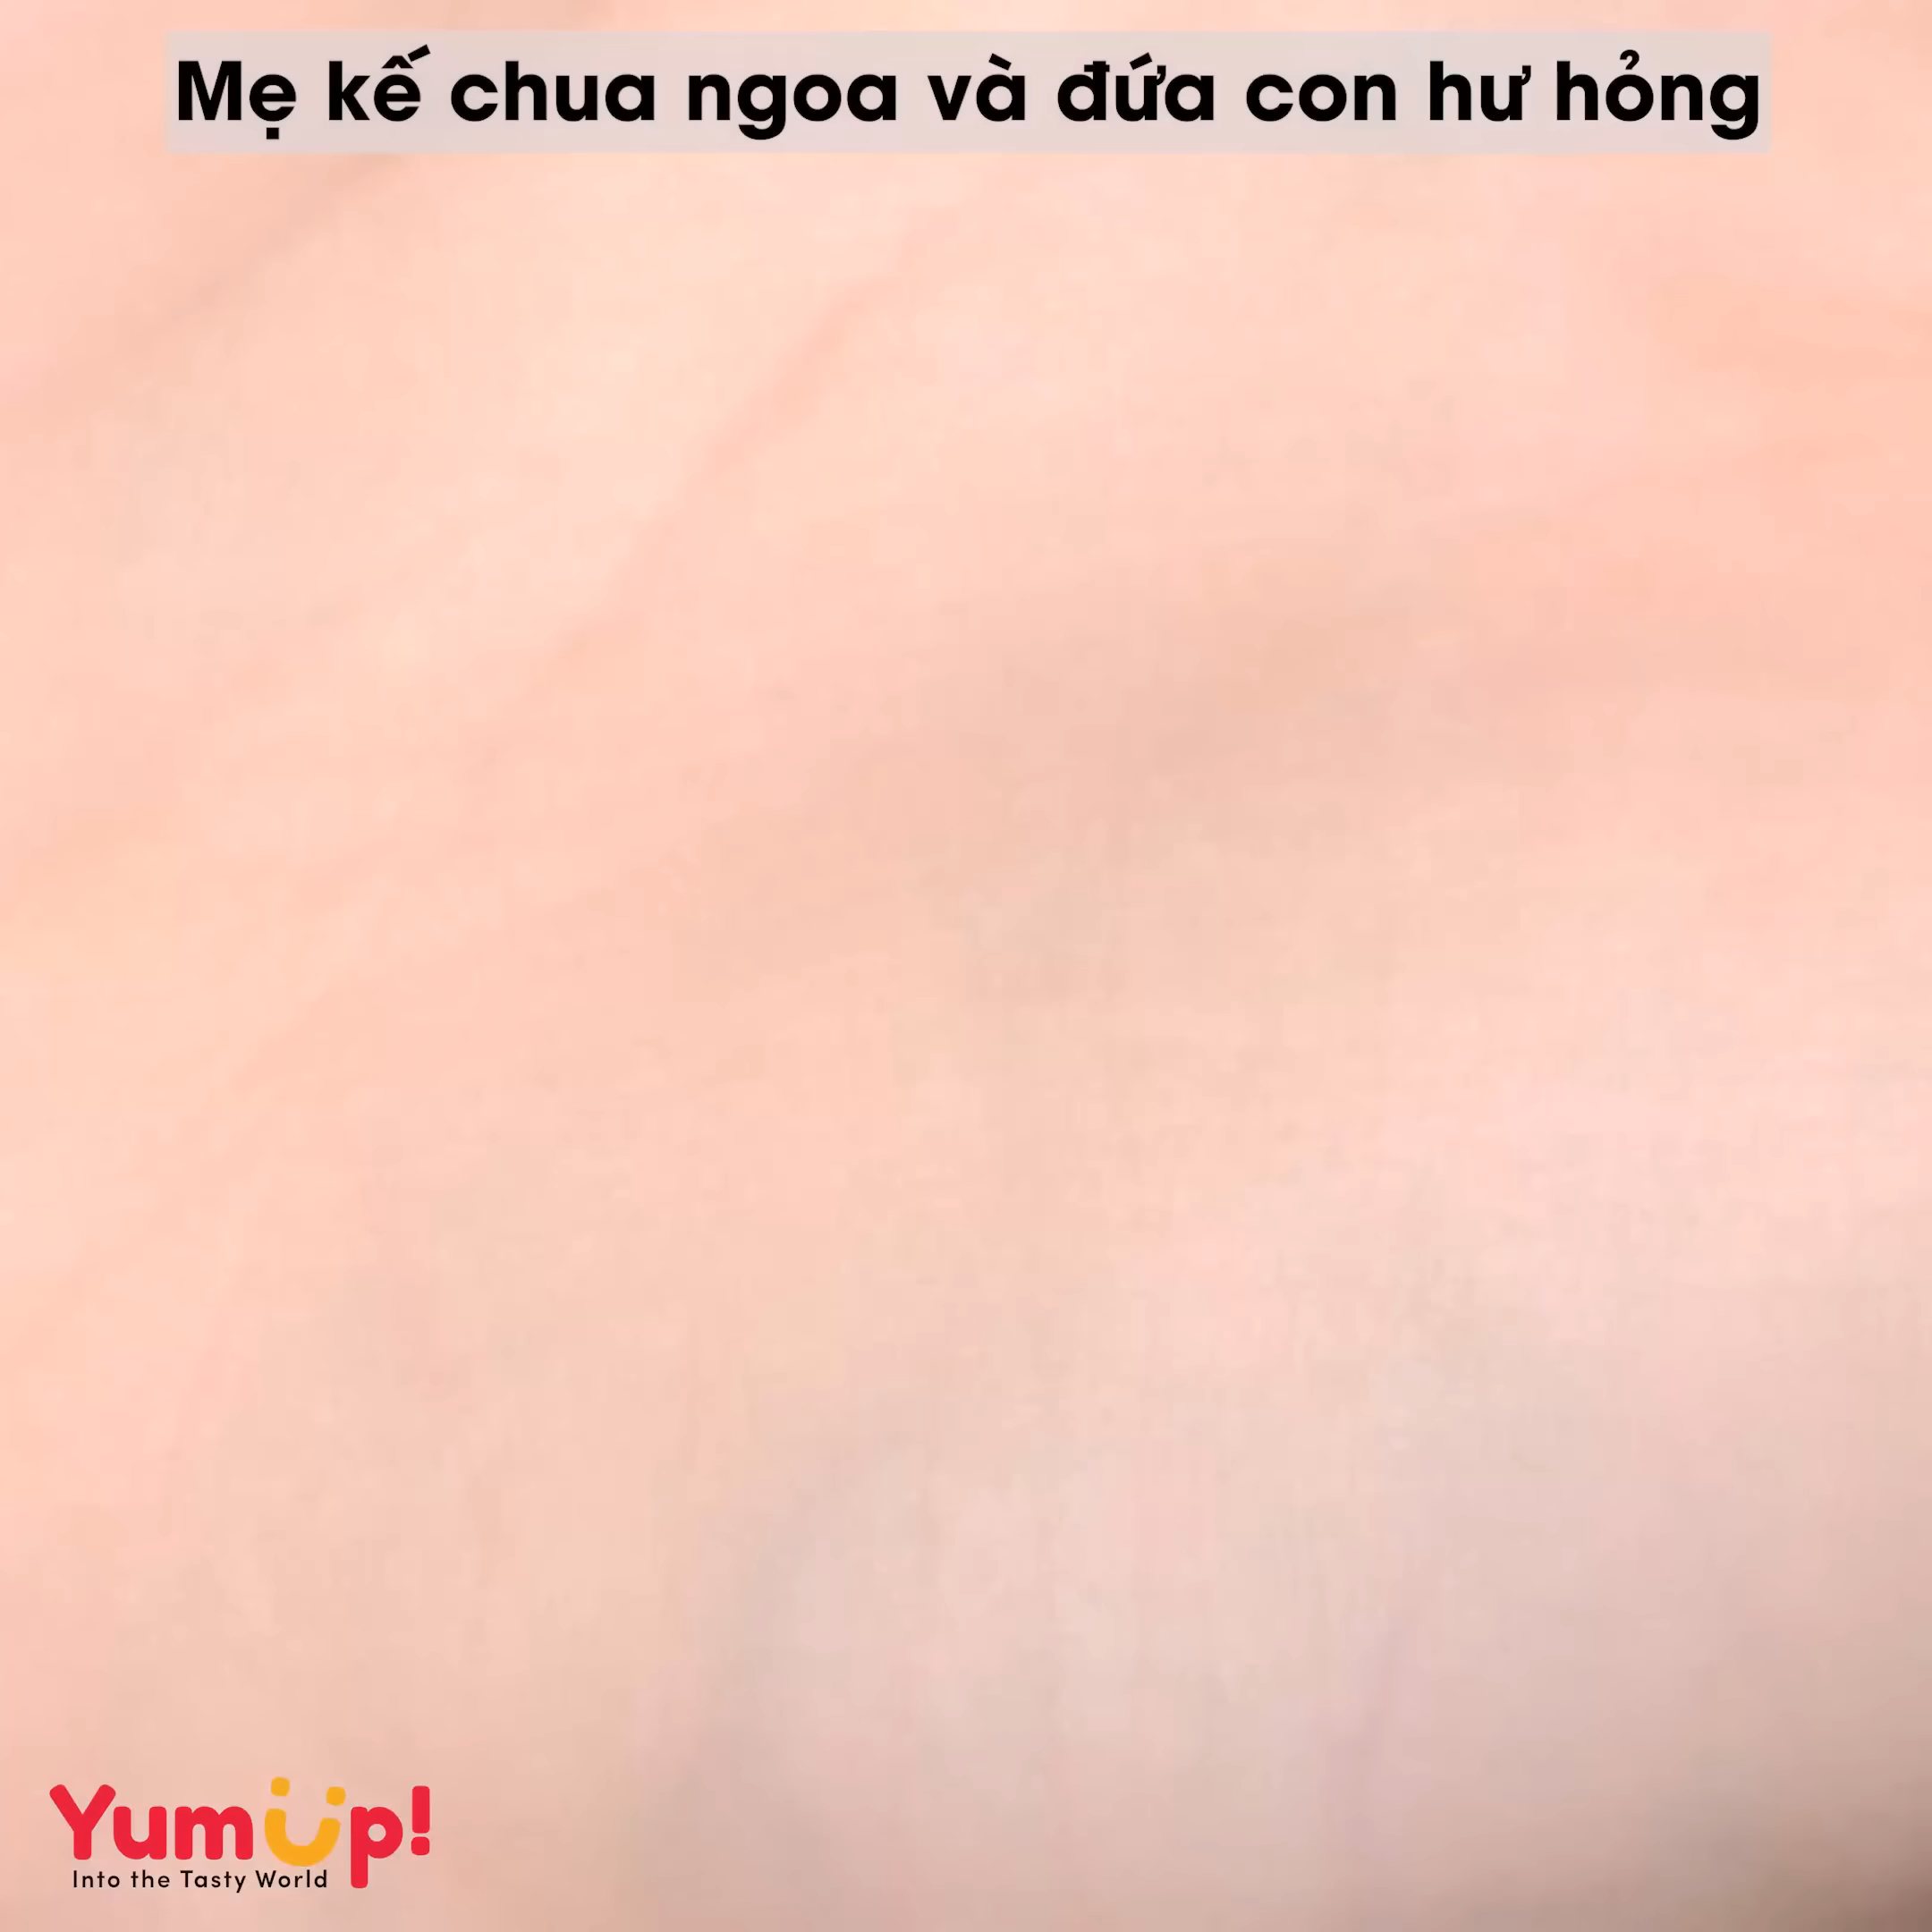 Mẹ kế chua ngoa và đứa con hư hỏng
YumUp!
Into the Tasty World